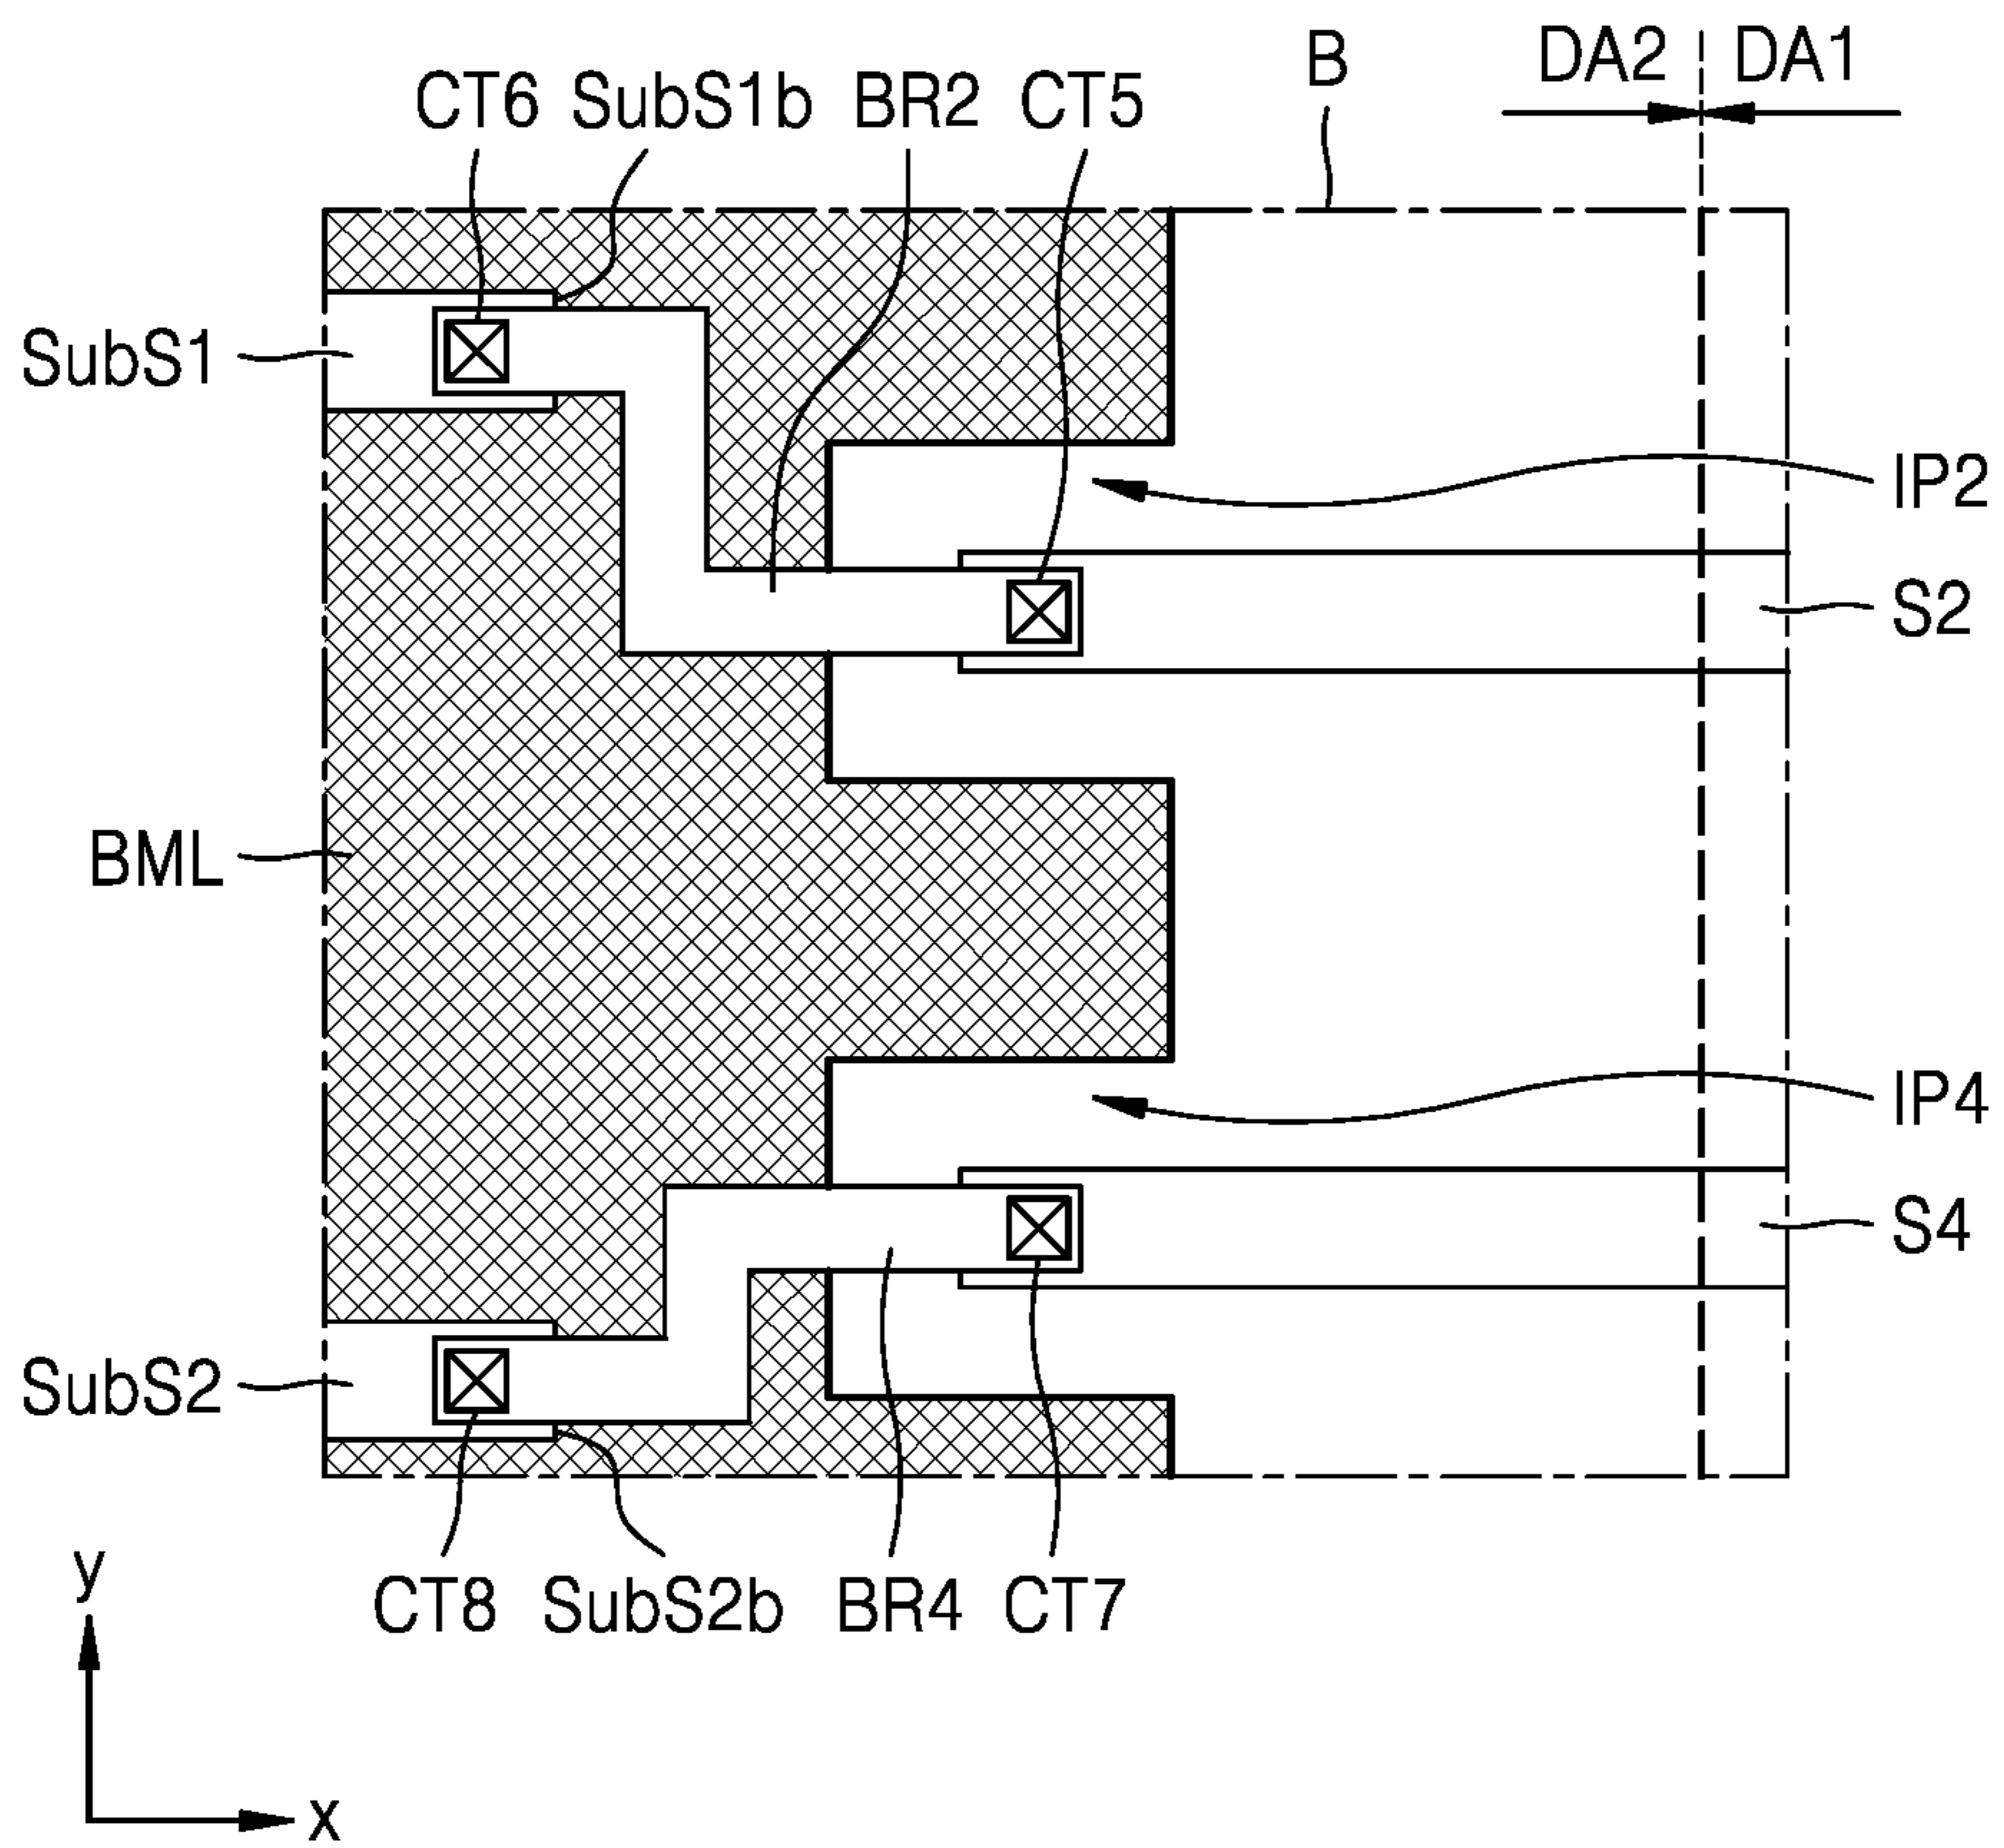 B DA2 DA1
CT6 SubS1b BR2 CT5
SubS1
IP2
S2
BML
IP4
S4
SubS2
CT8 SubS2b BR4 CT7
y
x